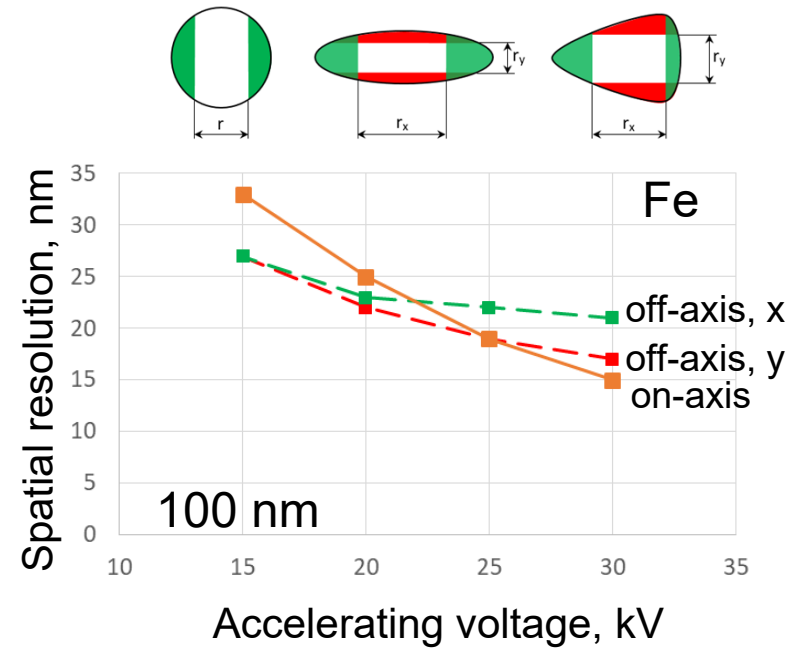 r
rx
ry
rx
ry
Spatial resolution, nm
35
30
25
20
15
10
5
0
Fe
off-axis, x
off-axis, y
on-axis
100 nm
10 15 20 25 30 35
Accelerating voltage, kV